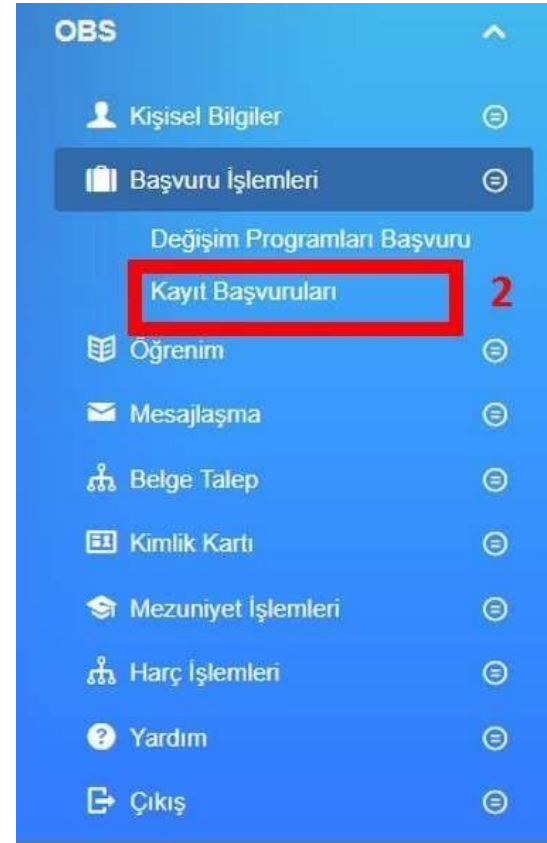 OBS
Kişisel Bilgiler
Başvuru İşlemleri
Değişim Programları Başvuru
Kayıt Başvuruları 2
Öğrenim
Mesajlaşma
Belge Talep
Kimlik Kartı
Mezuniyet İşlemleri
Harç İşlemleri
Yardım
Çıkış